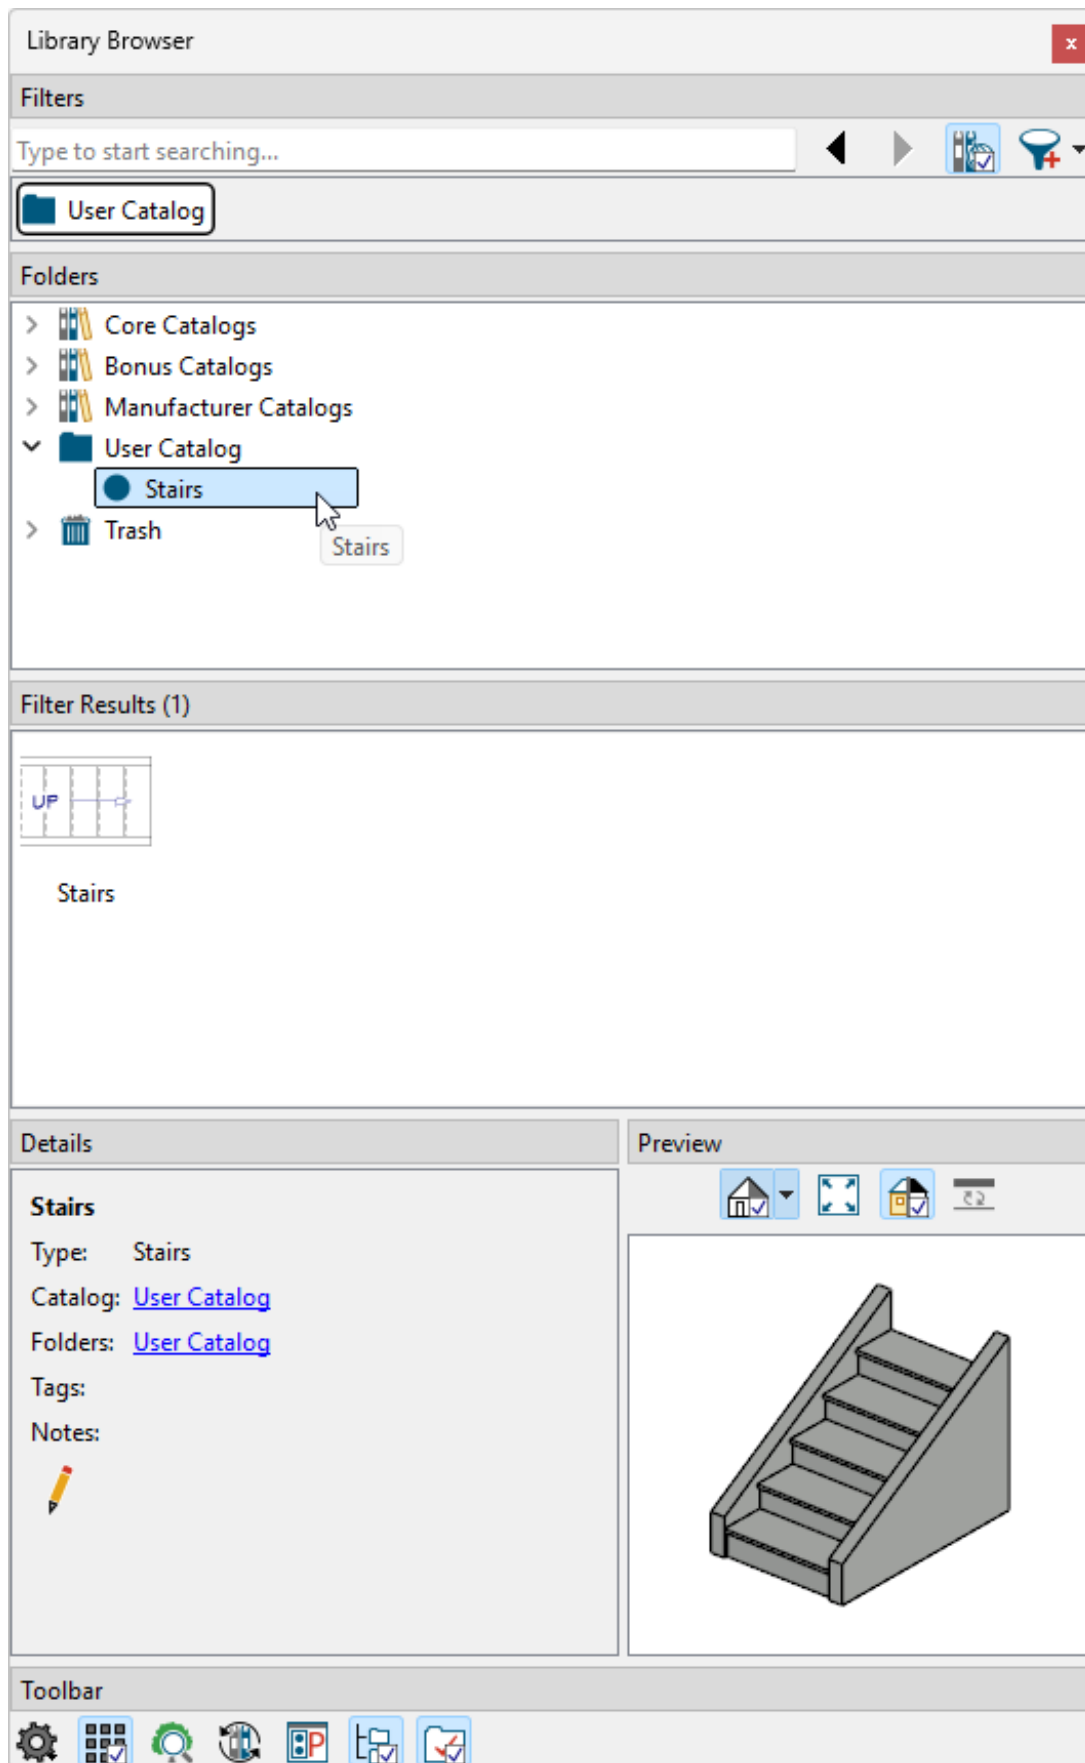 Library Browser
x
Filters
Type to start searching...
User Catalog
Folders
Core Catalogs
Bonus Catalogs
Manufacturer Catalogs
User Catalog
Stairs
Trash
Stairs
Filter Results (1)
UP
Stairs
Details
Preview
Stairs
Type: Stairs
Catalog: User Catalog
Folders: User Catalog
Tags:
Notes:
Toolbar
P